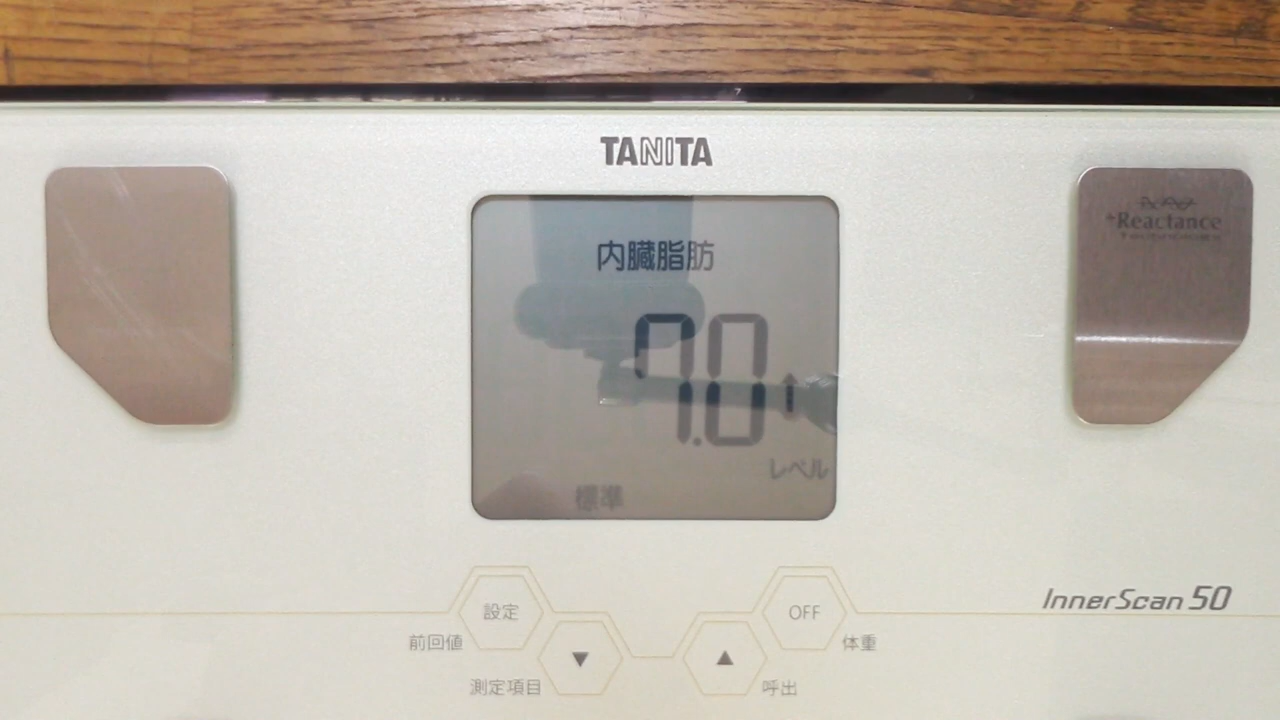 TANITA
Reactance
内臓脂肪
7.0
↑
レベル
標準
InnerScan 50
設定
OFF
前回値
体重
▼
▲
測定項目
呼出